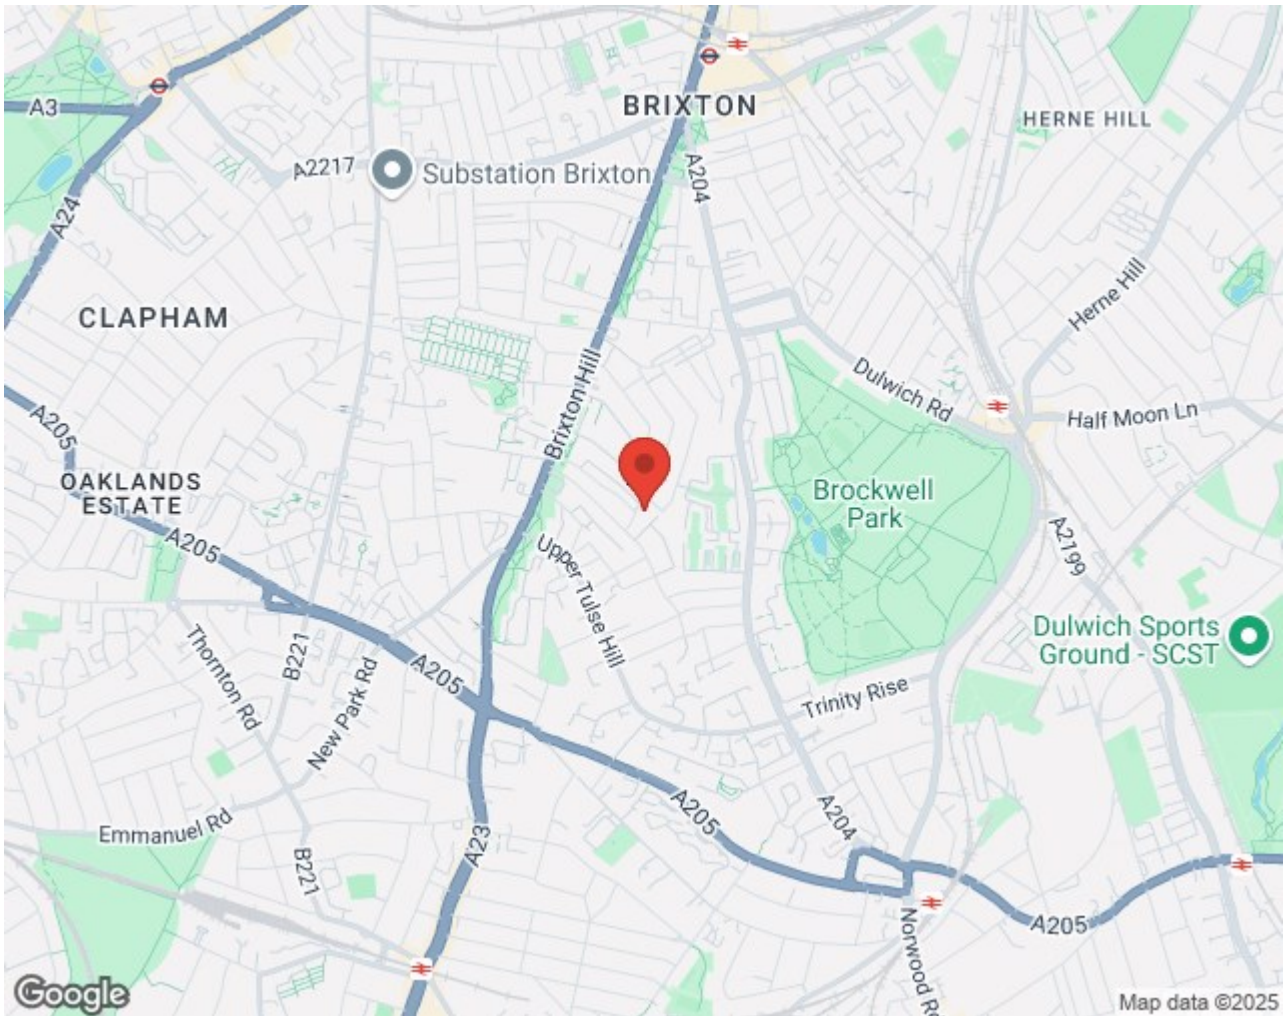 A3
BRIXTON
HERNE HILL
A2217
Substation Brixton
A204
A24
Herne Hill
CLAPHAM
Brixton Hill
Dulwich Rd
A205
Half Moon Ln
OAKLANDS
ESTATE
Brockwell
Park
A205
A2199
Upper Tulse Hill
Dulwich Sports
Ground - SCST
Thornton Rd
B221
A205
New Park Rd
Trinity Rise
A205
A204
Emmanuel Rd
A23
B221
A205
Norwood R
Google
Map data ©2025